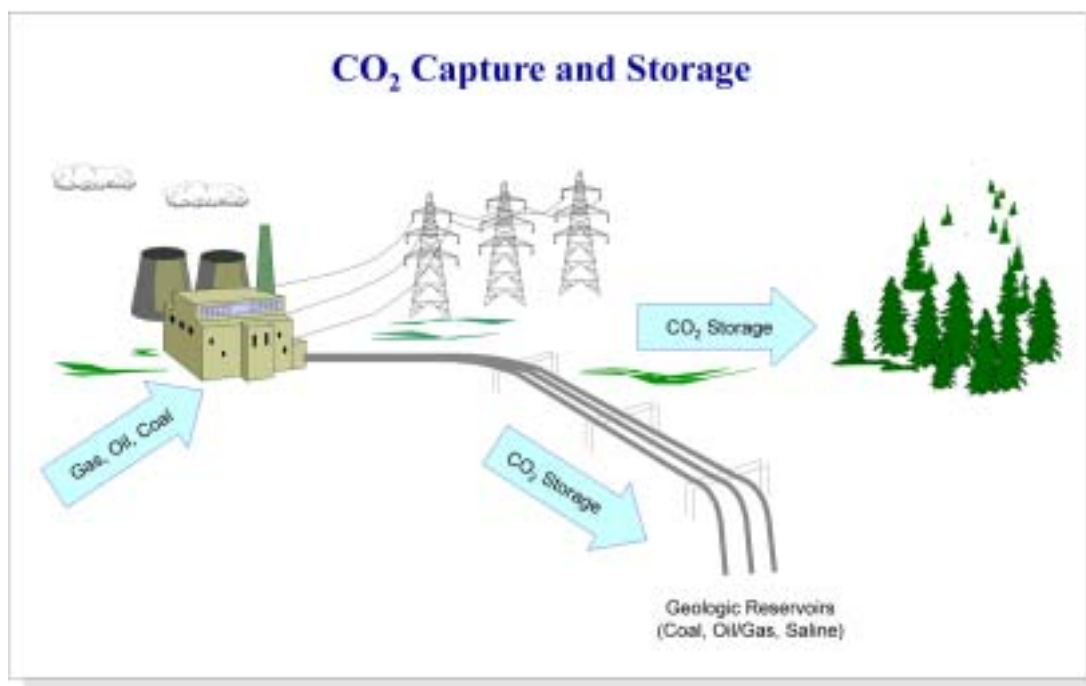 CO₂ Capture and Storage
CO₂ Storage
Gas, Oil, Coal
CO₂ Storage
Geologic Reservoirs
(Coal, Oil/Gas, Saline)